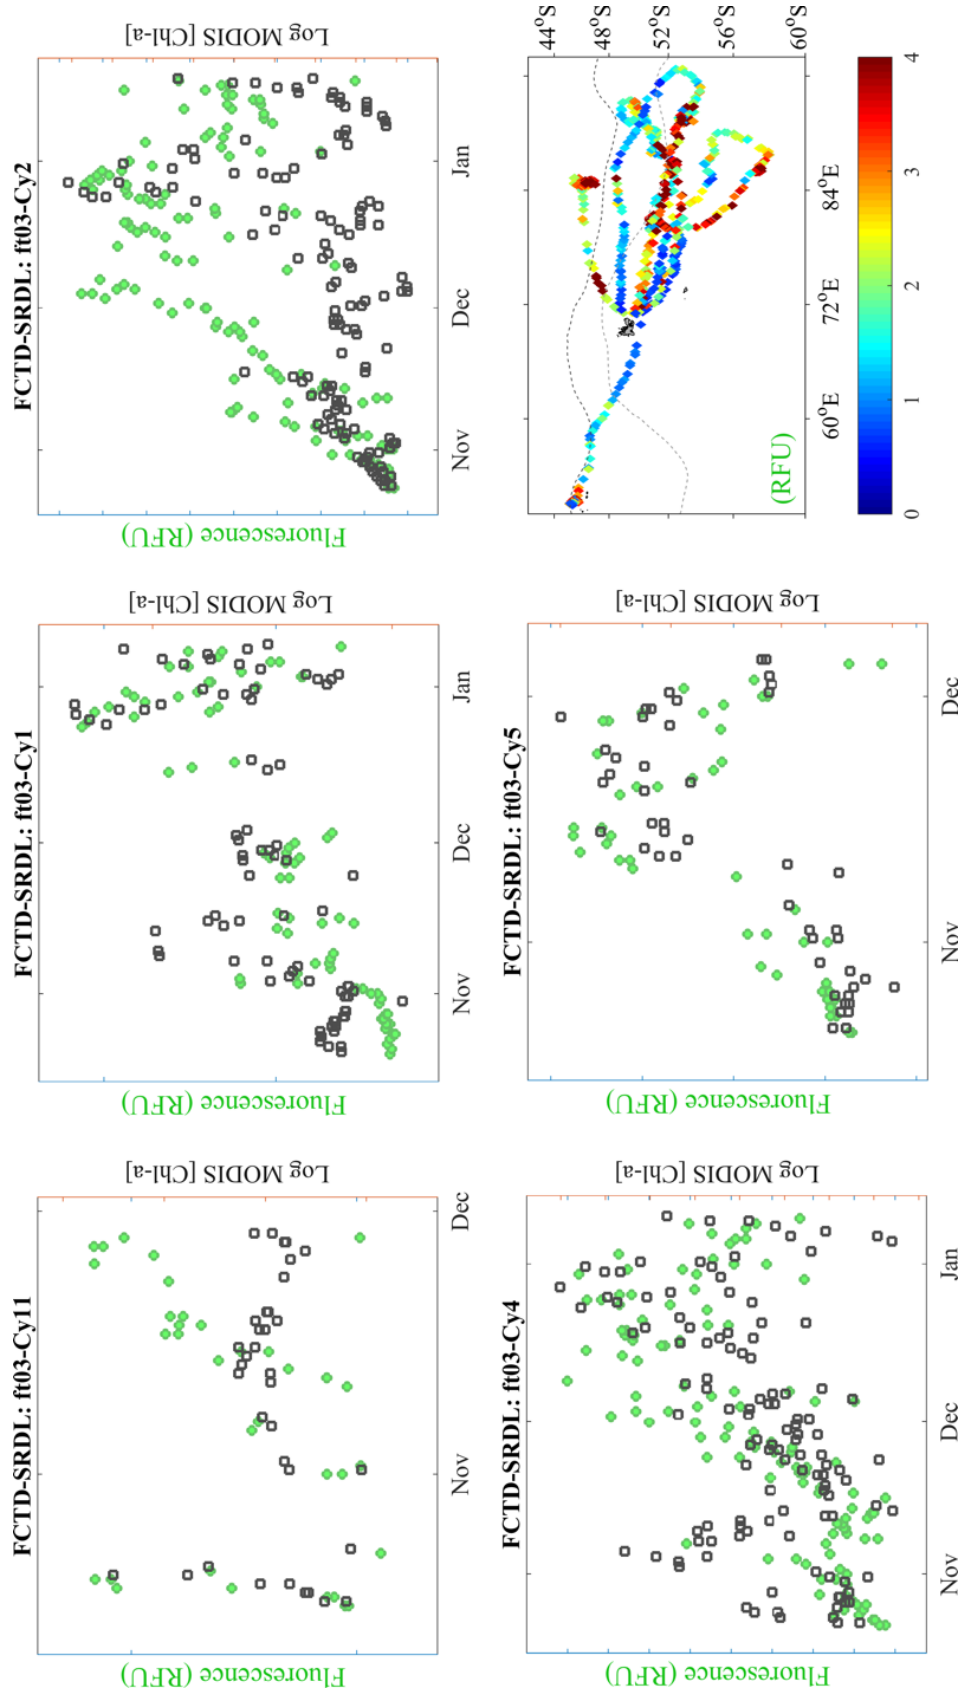 FCTD-SRDL: ft03-Cy11
Fluorescence (RFU)
Log MODIS [Chl-a]
Nov
Dec
FCTD-SRDL: ft03-Cy1
Fluorescence (RFU)
Log MODIS [Chl-a]
Nov
Dec
Jan
FCTD-SRDL: ft03-Cy2
Fluorescence (RFU)
Log MODIS [Chl-a]
Nov
Dec
Jan
FCTD-SRDL: ft03-Cy4
Fluorescence (RFU)
Log MODIS [Chl-a]
Nov
Dec
Jan
FCTD-SRDL: ft03-Cy5
Fluorescence (RFU)
Log MODIS [Chl-a]
Nov
Dec
44°S
48°S
52°S
56°S
60°S
(RFU)
60°E
72°E
84°E
0
1
2
3
4